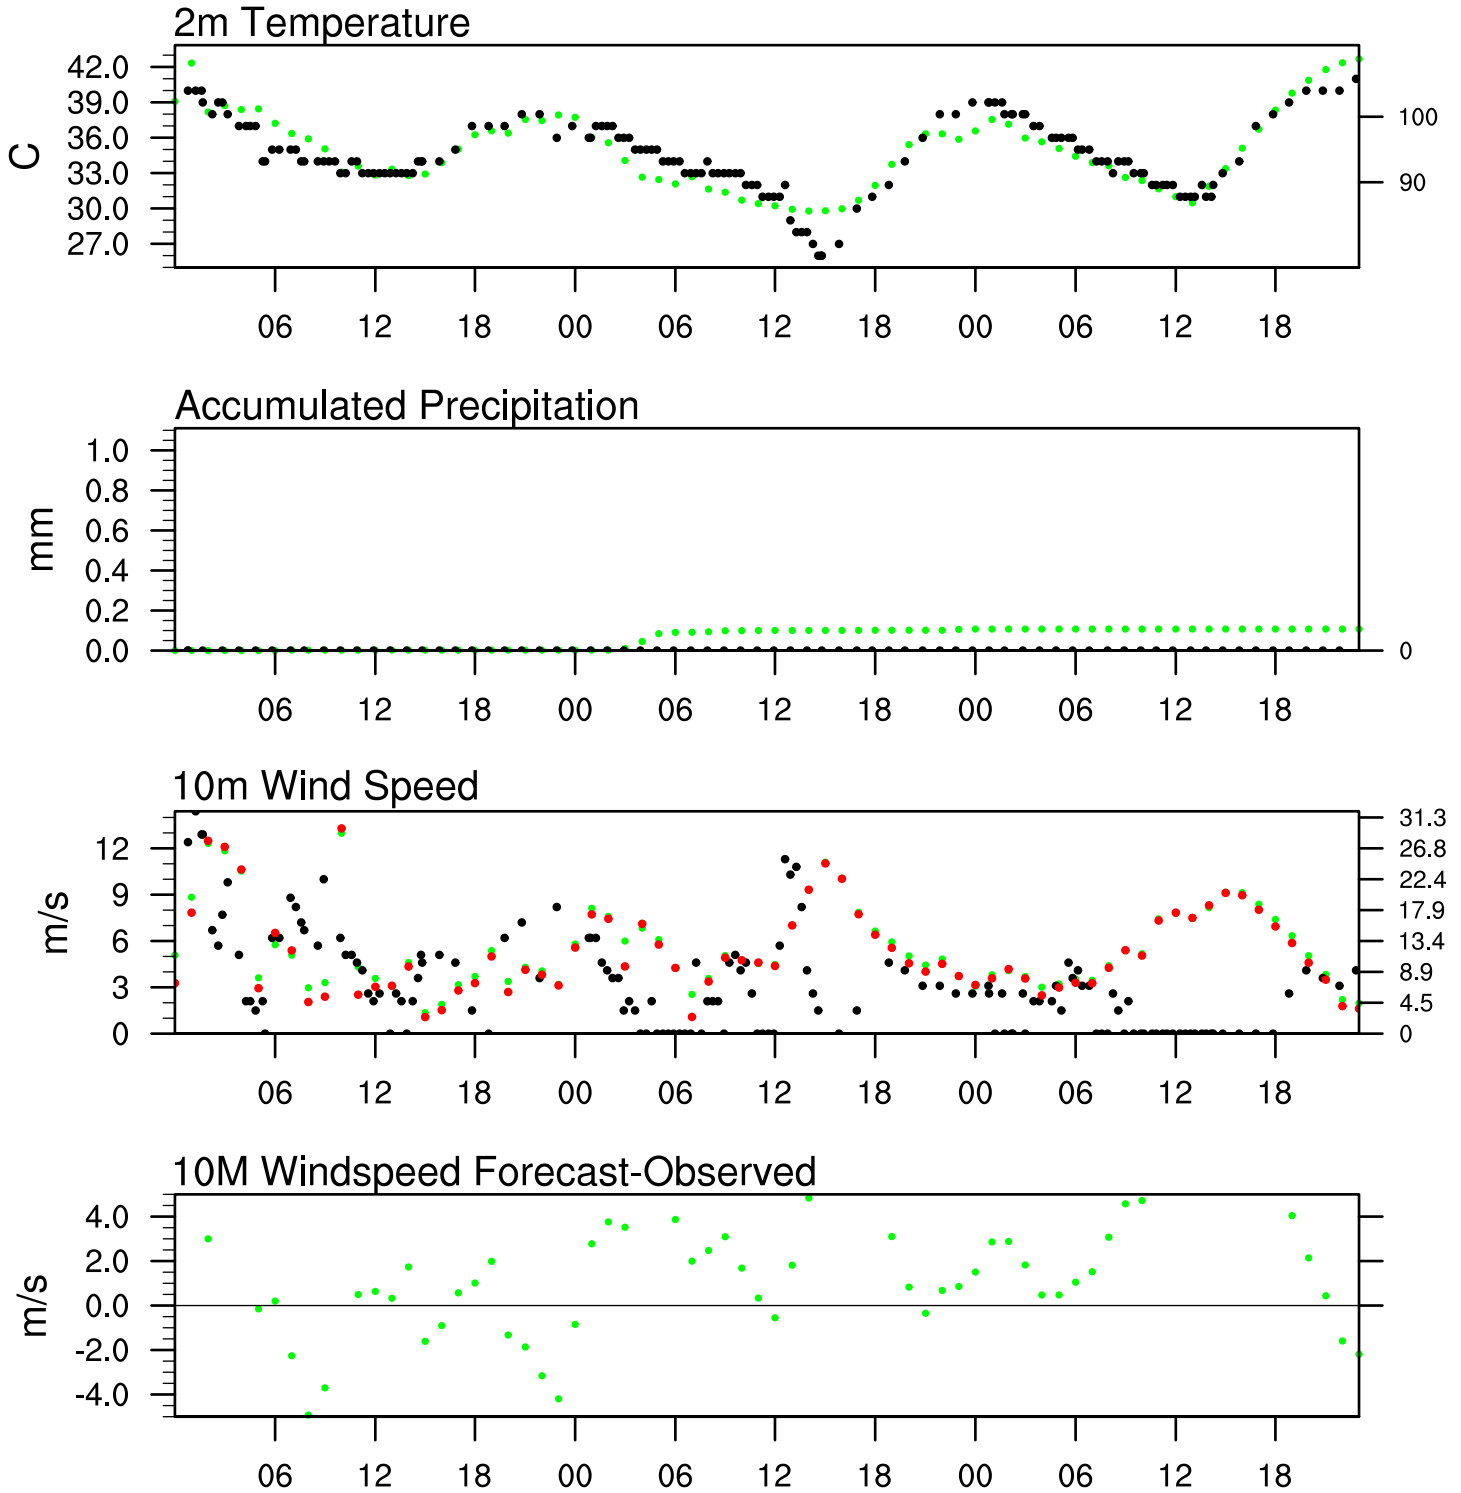 2m Temperature
42.0
39.0
36.0
33.0
30.0
27.0
C
100
90
06 12 18 00 06 12 18 00 06 12 18
Accumulated Precipitation
1.0
0.8
0.6
0.4
0.2
0.0
mm
0
06 12 18 00 06 12 18 00 06 12 18
10m Wind Speed
12
9
6
3
0
m/s
31.3
26.8
22.4
17.9
13.4
8.9
4.5
0
06 12 18 00 06 12 18 00 06 12 18
10M Windspeed Forecast-Observed
4.0
2.0
0.0
-2.0
-4.0
m/s
06 12 18 00 06 12 18 00 06 12 18